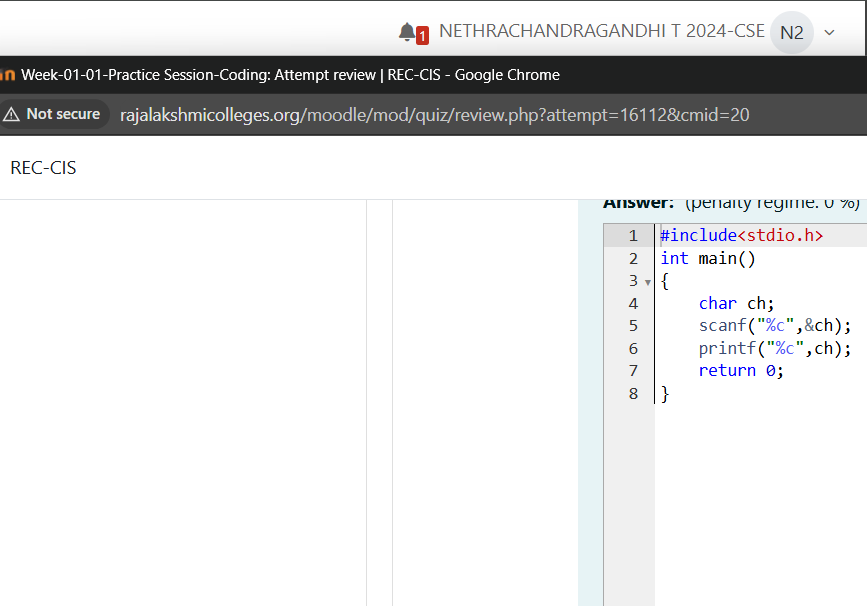 1
NETHRACHANDRAGANDHI T 2024-CSE N2
in Week-01-01-Practice Session-Coding: Attempt review | REC-CIS - Google Chrome
Not secure rajalakshmicolleges.org/moodle/mod/quiz/review.php?attempt=16112&cmid=20
REC-CIS
Answer: (penalty regime: 0 %)
1 #include<stdio.h>
2 int main()
3 {
4 char ch;
5 scanf("%c",&ch);
6 printf("%c",ch);
7 return 0;
8 }